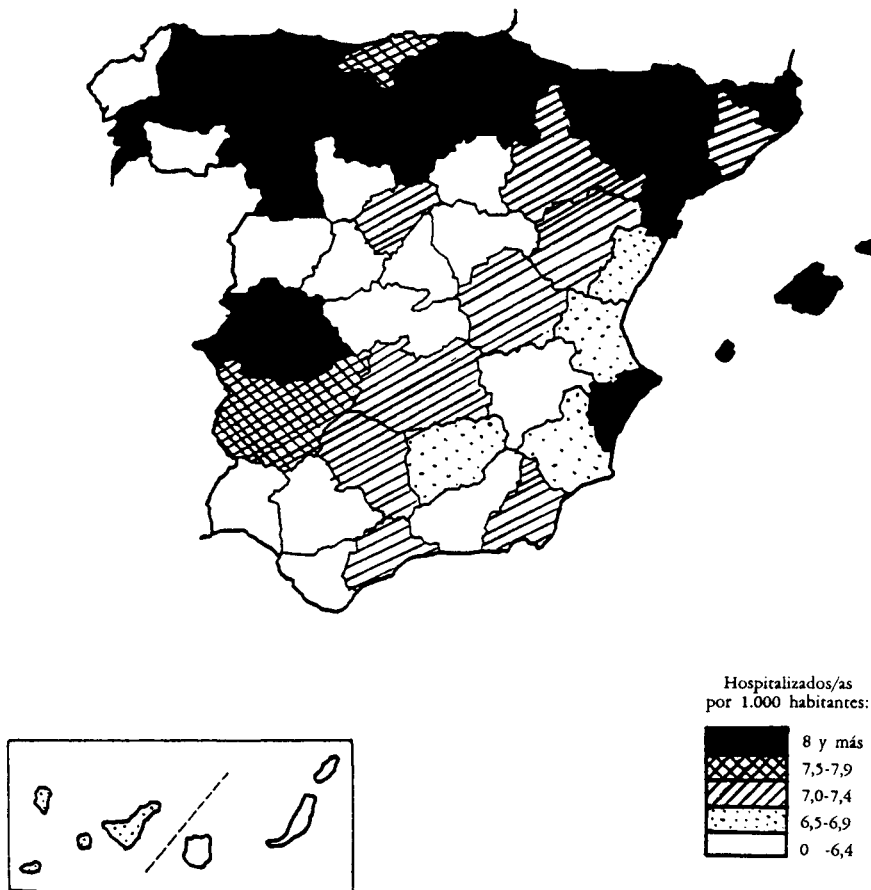 Hospitalizados/as
por 1.000 habitantes:
8 y más
7,5-7,9
7,0-7,4
6,5-6,9
0 -6,4